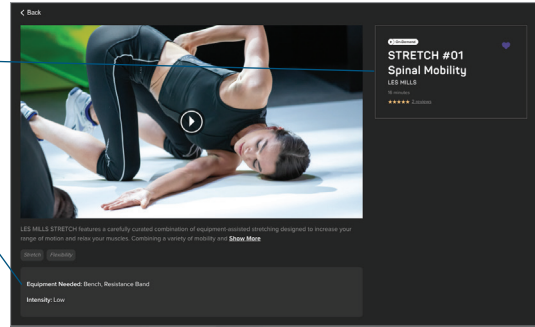 Back
On-Demand
STRETCH #01
Spinal Mobility
LES MILLS
minutes
2 reviews
LES MILLS STRETCH features a carefully curated combination of equipment-assisted stretching designed to increase your
range of motion and relax your muscles. Combining a variety of mobility and Show More
Stretch Flexibility
Equipment Needed: Bench, Resistance Band
Intensity: Low